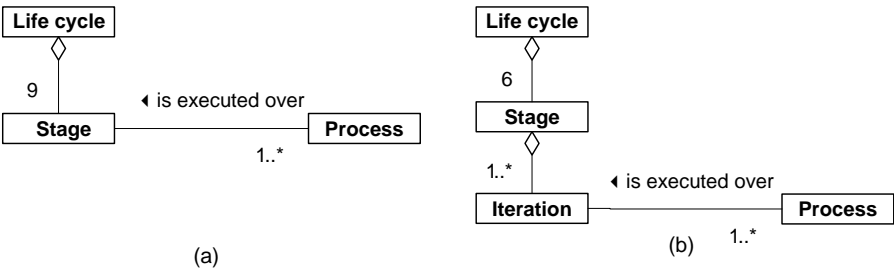 Life cycle
9
◄ is executed over
Stage
Process
1..*
(a)
Life cycle
6
Stage
1..*
◄ is executed over
Iteration
Process
1..*
(b)